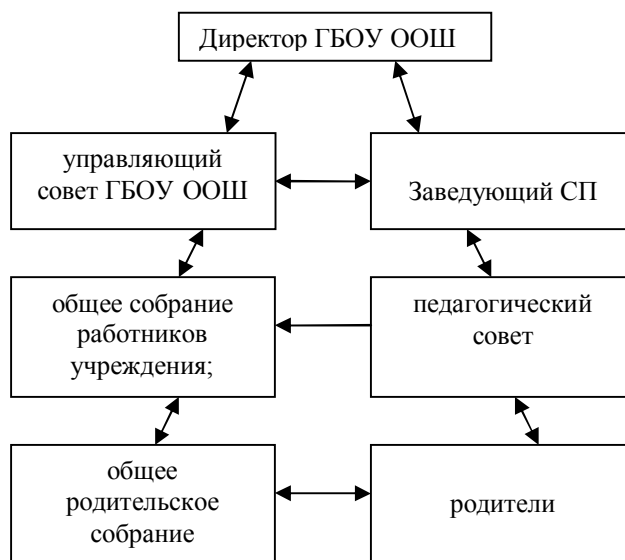 Директор ГБОУ ООШ
управляющий
совет ГБОУ ООШ
Заведующий СП
общее собрание
работников
учреждения;
педагогический
совет
общее
родительское
собрание
родители